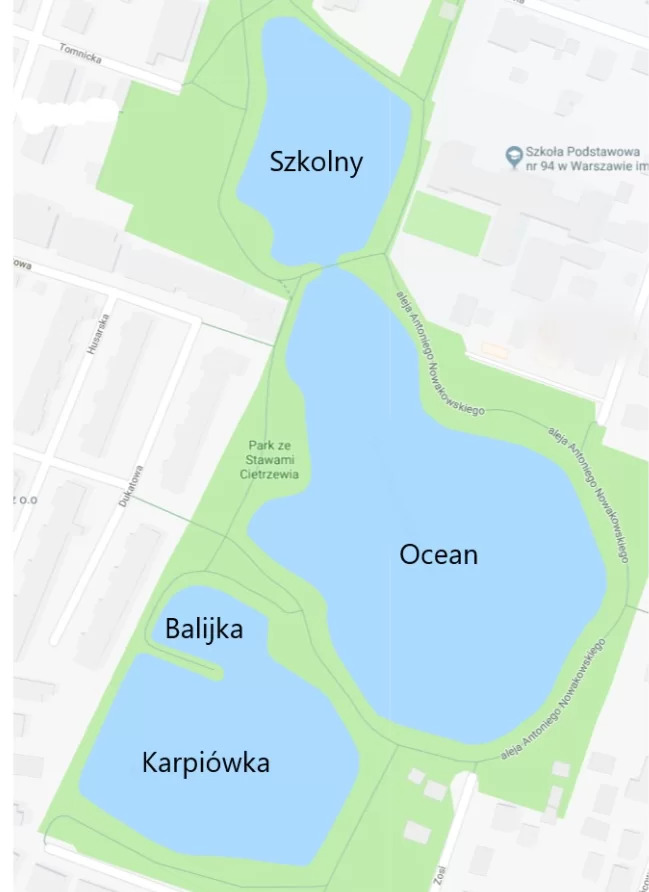 Tomnicka
Szkolny
Szkoła Podstawowa
nr 94 w Warszawie im
owa
Husarska
aleja Antoniego Nowakowskiego
aleja Antoniego Nowakowskiego
Park ze
Stawami
Cietrzewia
Dukatowa
z o.o
Ocean
Balijka
aleja Antoniego Nowakowskiego
Karpiówka
Zosi